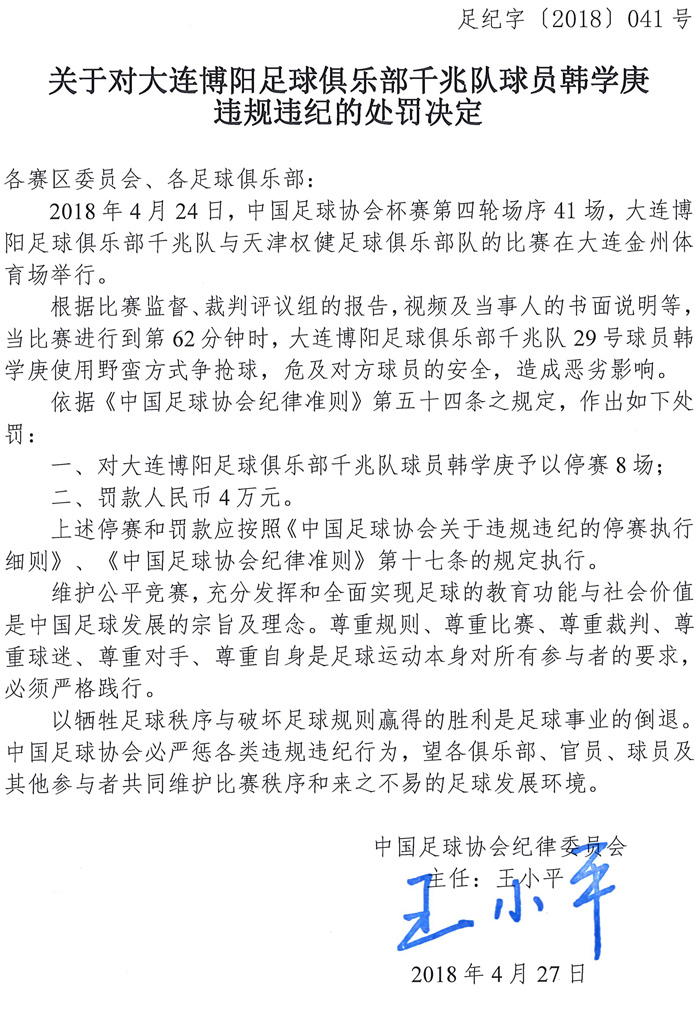 足纪字〔2018〕041 号
关于对大连博阳足球俱乐部千兆队球员韩学庚
违规违纪的处罚决定
各赛区委员会、各足球俱乐部：
2018 年 4 月 24 日，中国足球协会杯赛第四轮场序 41 场，大连博
阳足球俱乐部千兆队与天津权健足球俱乐部队的比赛在大连金州体
育场举行。
根据比赛监督、裁判评议组的报告，视频及当事人的书面说明等，
当比赛进行到第 62 分钟时，大连博阳足球俱乐部千兆队 29 号球员韩
学庚使用野蛮方式争抢球，危及对方球员的安全，造成恶劣影响。
依据《中国足球协会纪律准则》第五十四条之规定，作出如下处
罚：
一、对大连博阳足球俱乐部千兆队球员韩学庚予以停赛 8 场；
二、罚款人民币 4 万元。
上述停赛和罚款应按照《中国足球协会关于违规违纪的停赛执行
细则》、《中国足球协会纪律准则》第十七条的规定执行。
维护公平竞赛，充分发挥和全面实现足球的教育功能与社会价值
是中国足球发展的宗旨及理念。尊重规则、尊重比赛、尊重裁判、尊
重球迷、尊重对手、尊重自身是足球运动本身对所有参与者的要求，
必须严格践行。
以牺牲足球秩序与破坏足球规则赢得的胜利是足球事业的倒退。
中国足球协会必严惩各类违规违纪行为，望各俱乐部、官员、球员及
其他参与者共同维护比赛秩序和来之不易的足球发展环境。
中国足球协会纪律委员会
主任：王小平
王小平
2018 年 4 月 27 日